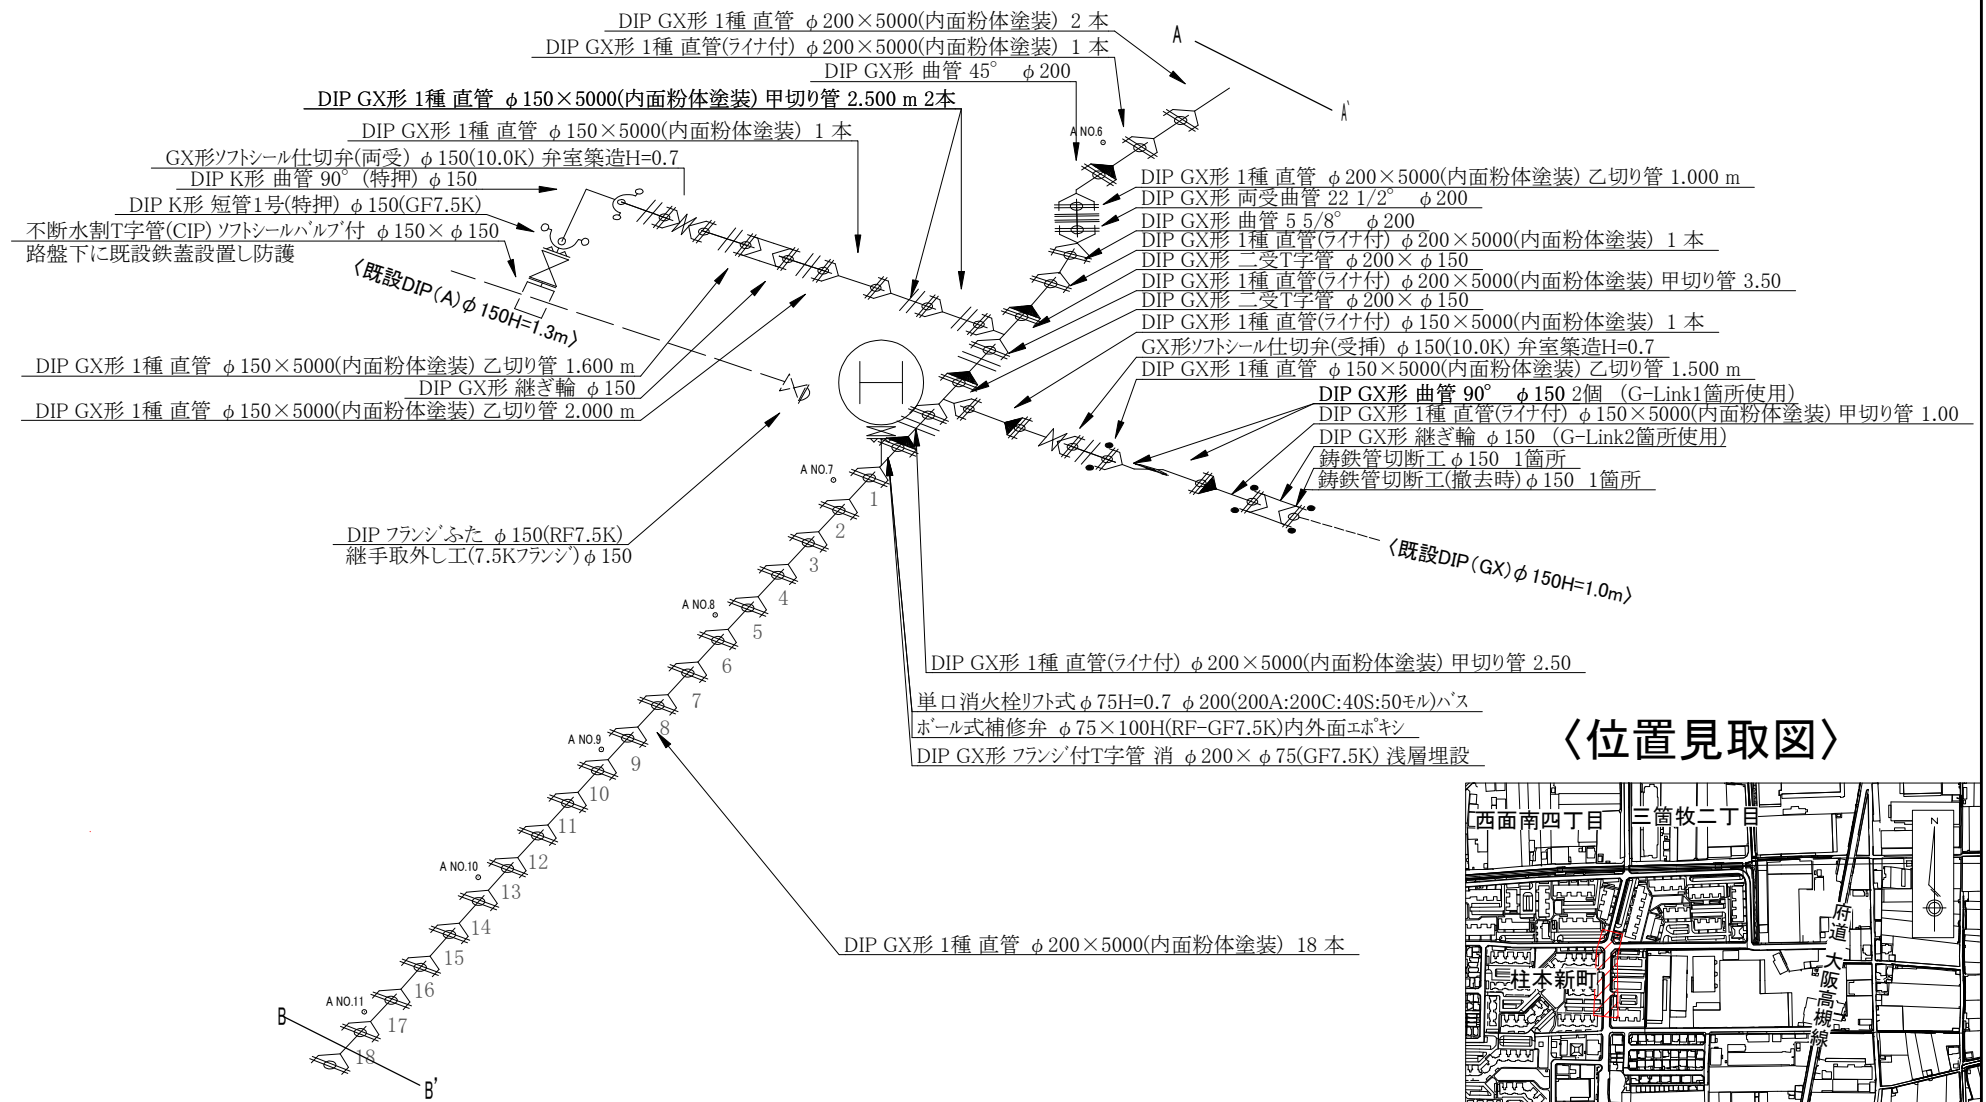 DIP GX形 1種 直管 φ200×5000(内面粉体塗装) 2 本
DIP GX形 1種 直管(ライナ付) φ200×5000(内面粉体塗装) 1 本
DIP GX形 曲管 45° φ200
DIP GX形 1種 直管 φ150×5000(内面粉体塗装) 甲切り管 2.500 m 2本
DIP GX形 1種 直管 φ150×5000(内面粉体塗装) 1 本
GX形ソフトシール仕切弁(両受) φ150(10.0K) 弁室築造H=0.7
DIP K形 曲管 90° (特押) φ150
DIP K形 短管1号(特押) φ150(GF7.5K)
不断水割T字管(CIP) ソフトシールバルブ付 φ150×φ150
路盤下に既設鉄蓋設置し防護
〈既設DIP(A)φ150H=1.3m〉
A
A'
A NO.6
DIP GX形 1種 直管 φ200×5000(内面粉体塗装) 乙切り管 1.000 m
DIP GX形 両受曲管 22 1/2° φ200
DIP GX形 曲管 5 5/8° φ200
DIP GX形 1種 直管(ライナ付) φ200×5000(内面粉体塗装) 1 本
DIP GX形 二受T字管 φ200×φ150
DIP GX形 1種 直管(ライナ付) φ200×5000(内面粉体塗装) 甲切り管 3.50
DIP GX形 二受T字管 φ200×φ150
DIP GX形 1種 直管(ライナ付) φ150×5000(内面粉体塗装) 1 本
GX形ソフトシール仕切弁(受挿) φ150(10.0K) 弁室築造H=0.7
DIP GX形 1種 直管 φ150×5000(内面粉体塗装) 乙切り管 1.500 m
DIP GX形 曲管 90° φ150 2個 (G-Link1箇所使用)
DIP GX形 1種 直管(ライナ付) φ150×5000(内面粉体塗装) 甲切り管 1.00
DIP GX形 継ぎ輪 φ150 (G-Link2箇所使用)
鋳鉄管切断工φ150 1箇所
鋳鉄管切断工(撤去時)φ150 1箇所
〈既設DIP(GX)φ150H=1.0m〉
DIP GX形 1種 直管 φ150×5000(内面粉体塗装) 乙切り管 1.600 m
DIP GX形 継ぎ輪 φ150
DIP GX形 1種 直管 φ150×5000(内面粉体塗装) 乙切り管 2.000 m
H
DIP フランジふた φ150(RF7.5K)
継手取外し工(7.5Kフランジ)φ150
A NO.7
1
2
3
4
A NO.8
5
6
7
8
A NO.9
9
10
11
12
A NO.10
13
14
15
16
A NO.11
17
18
B
B'
DIP GX形 1種 直管(ライナ付) φ200×5000(内面粉体塗装) 甲切り管 2.50
単口消火栓リフト式φ75H=0.7 φ200(200A:200C:40S:50モル)バス
ボール式補修弁 φ75×100H(RF-GF7.5K)内外面エポキシ
DIP GX形 フランジ付T字管 消 φ200×φ75(GF7.5K) 浅層埋設
DIP GX形 1種 直管 φ200×5000(内面粉体塗装) 18 本
〈位置見取図〉
西面南四丁目
三箇牧二丁目
柱本新町
府道 大阪高槻線
N